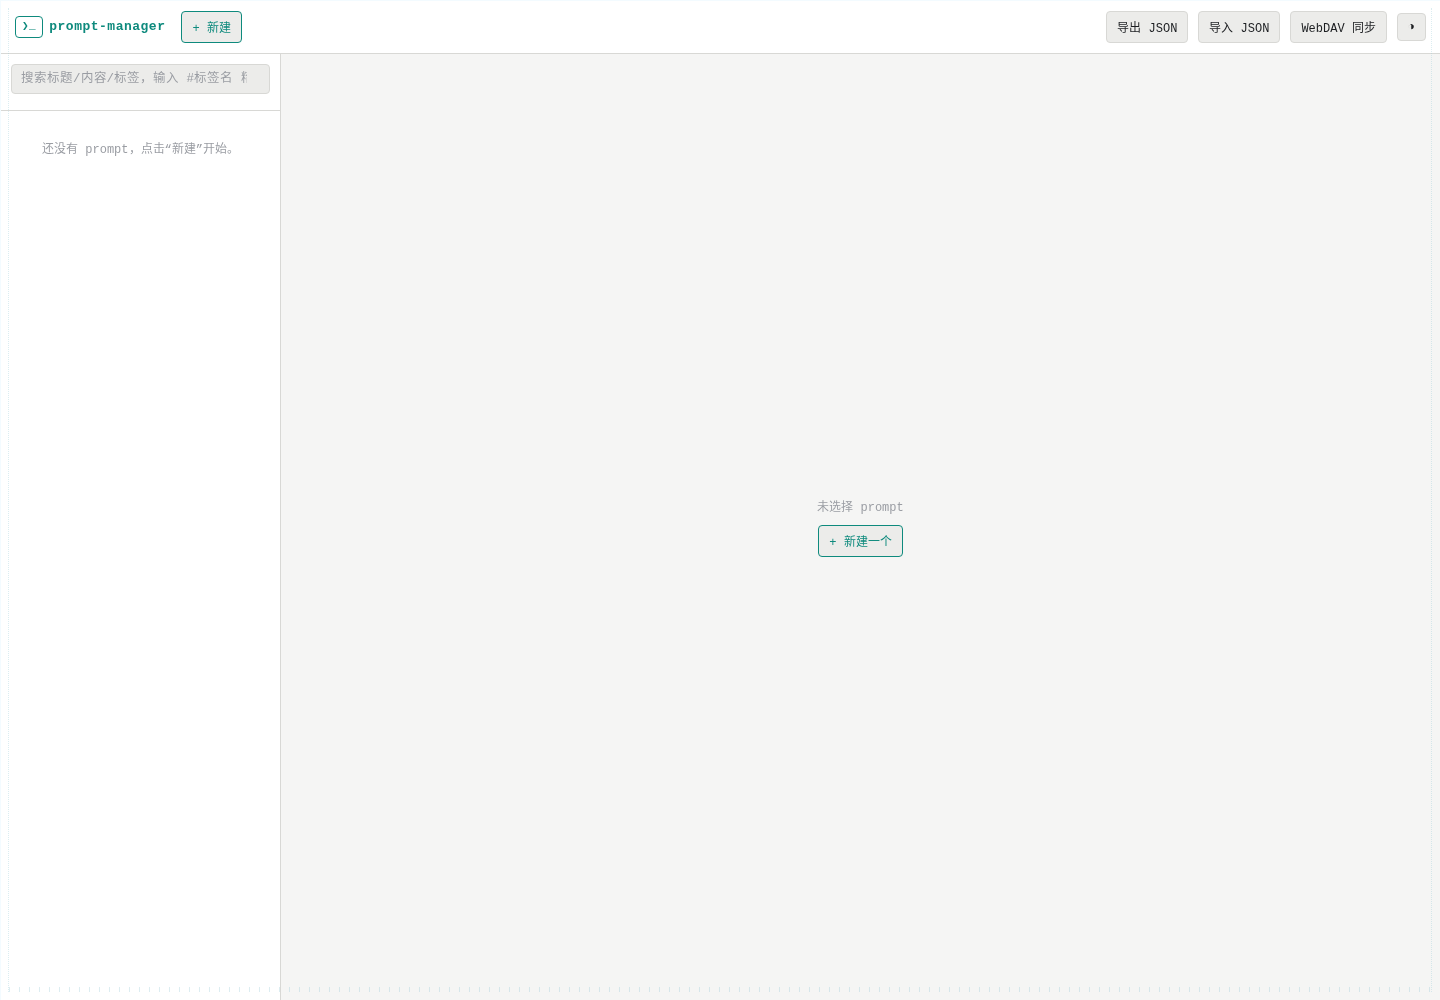 ❯_ prompt-manager + 新建 导出 JSON 导入 JSON WebDAV 同步
搜索标题/内容/标签，输入 #标签名
还没有 prompt，点击“新建”开始。
未选择 prompt
+ 新建一个